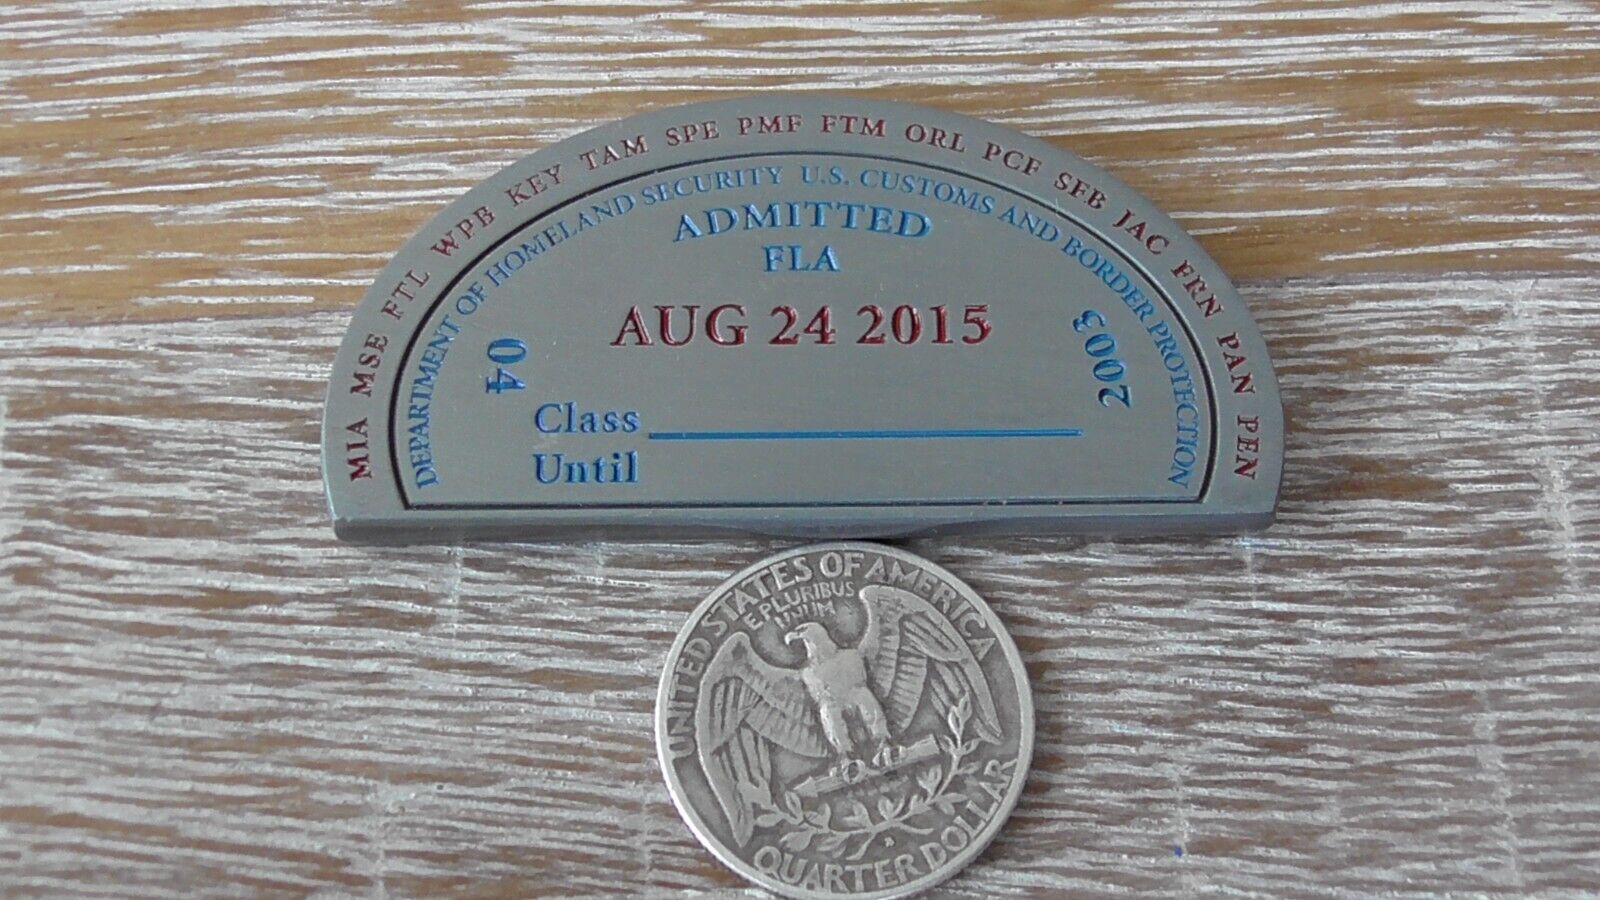 MIA MSE FTL WPB KEY TAM SPE PMF FTM ORL PCF SFB JAC FRN PAN PEN
DEPARTMENT OF HOMELAND SECURITY U.S. CUSTOMS AND BORDER PROTECTION
ADMITTED
FLA
AUG 24 2015
04
2003
Class
Until
UNITED STATES OF AMERICA
E·PLURIBUS
UNUM
QUARTER DOLLAR